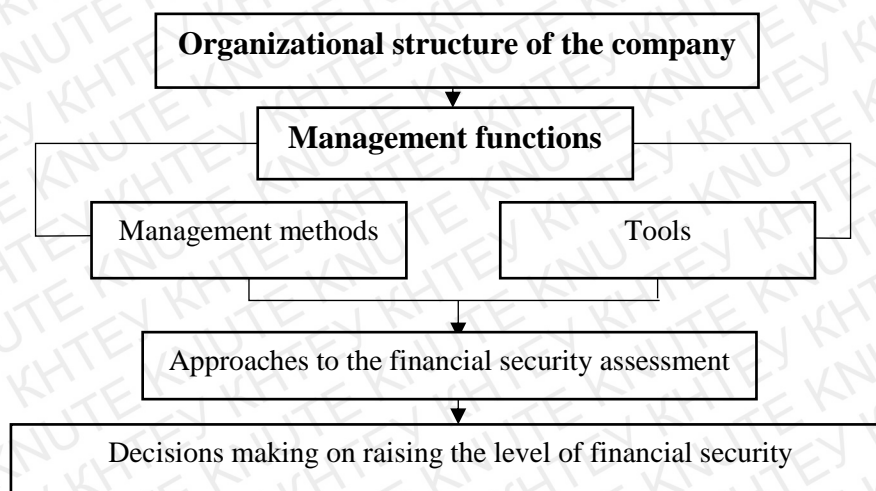 Organizational structure of the company
Management functions
Management methods
Tools
Approaches to the financial security assessment
Decisions making on raising the level of financial security